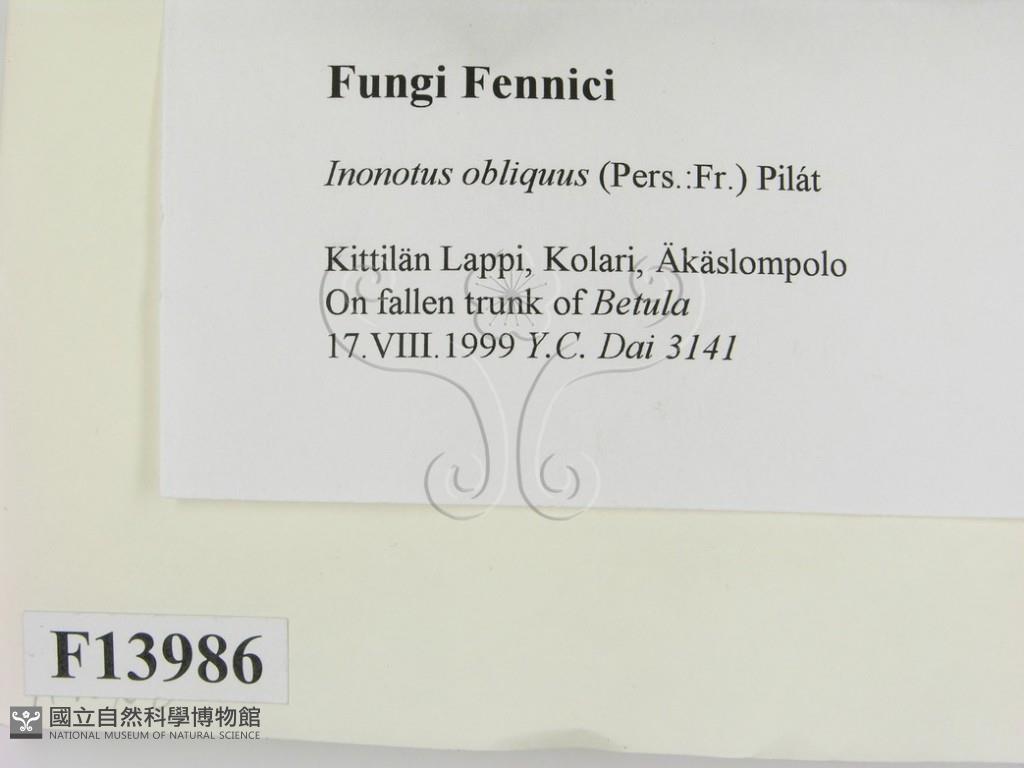 Fungi Fennici
Inonotus obliquus (Pers.:Fr.) Pilát
Kittilän Lappi, Kolari, Äkäslompolo
On fallen trunk of Betula
17.VIII.1999 Y.C. Dai 3141
F13986
國立自然科學博物館
NATIONAL MUSEUM OF NATURAL SCIENCE